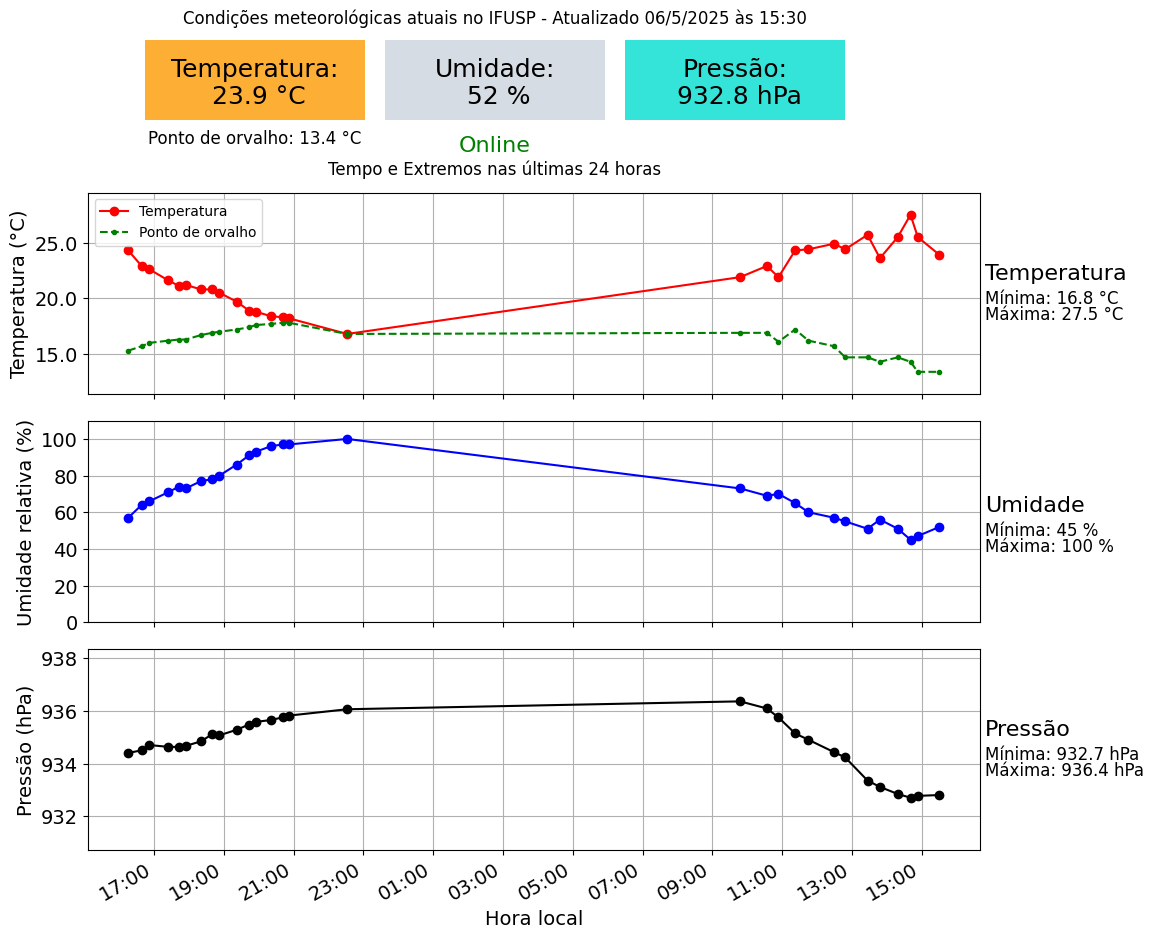 Condições meteorológicas atuais no IFUSP - Atualizado 06/5/2025 às 15:30
Temperatura:
23.9 °C
Umidade:
52 %
Pressão:
932.8 hPa
Ponto de orvalho: 13.4 °C
Online
Tempo e Extremos nas últimas 24 horas
Temperatura
Ponto de orvalho
Temperatura (°C)
25.0
20.0
15.0
Temperatura
Mínima: 16.8 °C
Máxima: 27.5 °C
Umidade relativa (%)
100
80
60
40
20
0
Umidade
Mínima: 45 %
Máxima: 100 %
Pressão (hPa)
938
936
934
932
Pressão
Mínima: 932.7 hPa
Máxima: 936.4 hPa
17:00 19:00 21:00 23:00 01:00 03:00 05:00 07:00 09:00 11:00 13:00 15:00
Hora local